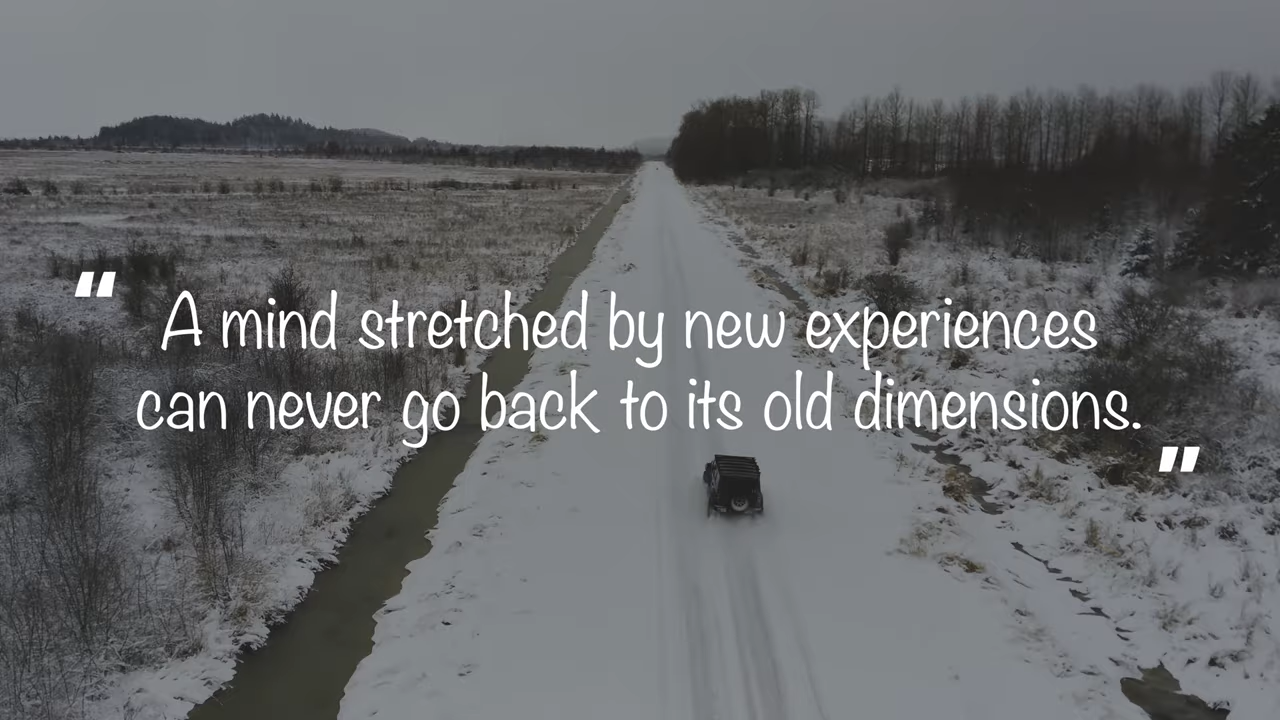 “ A mind stretched by new experiences
can never go back to its old dimensions. ”